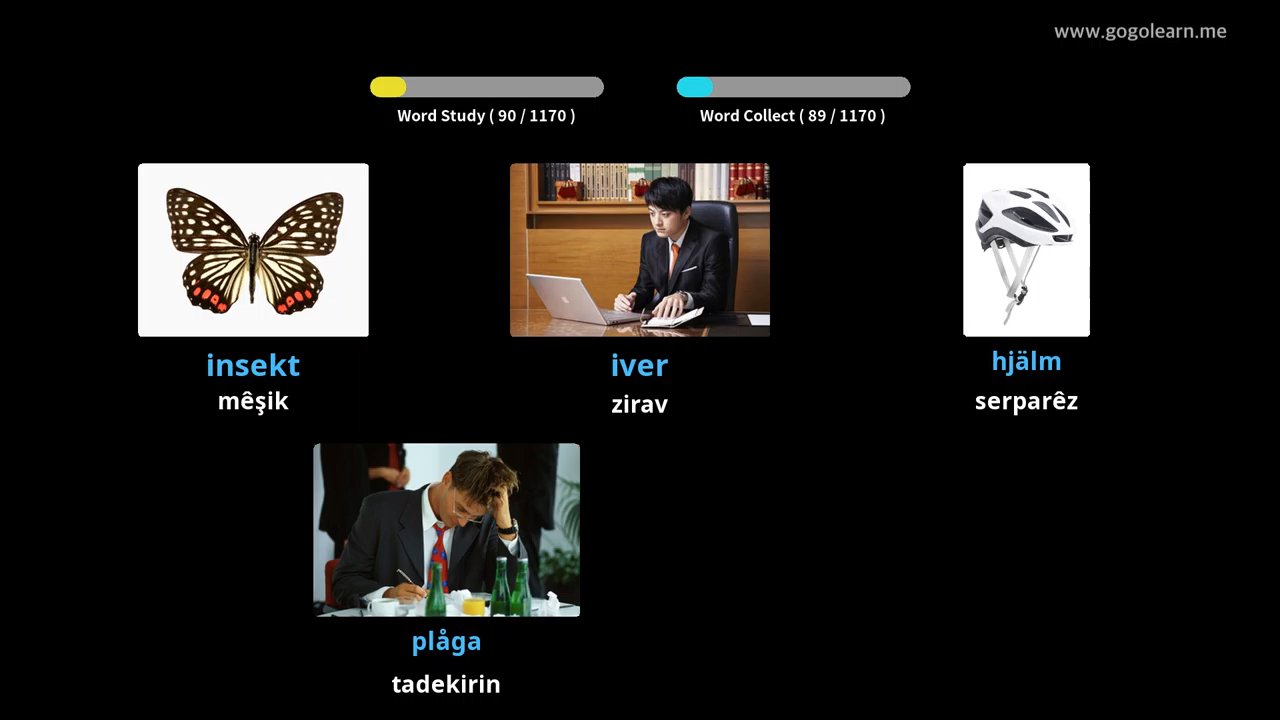 www.gogolearn.me
Word Study ( 90 / 1170 )
Word Collect ( 89 / 1170 )
insekt
mêşik
iver
zirav
hjälm
serparêz
plåga
tadekirin